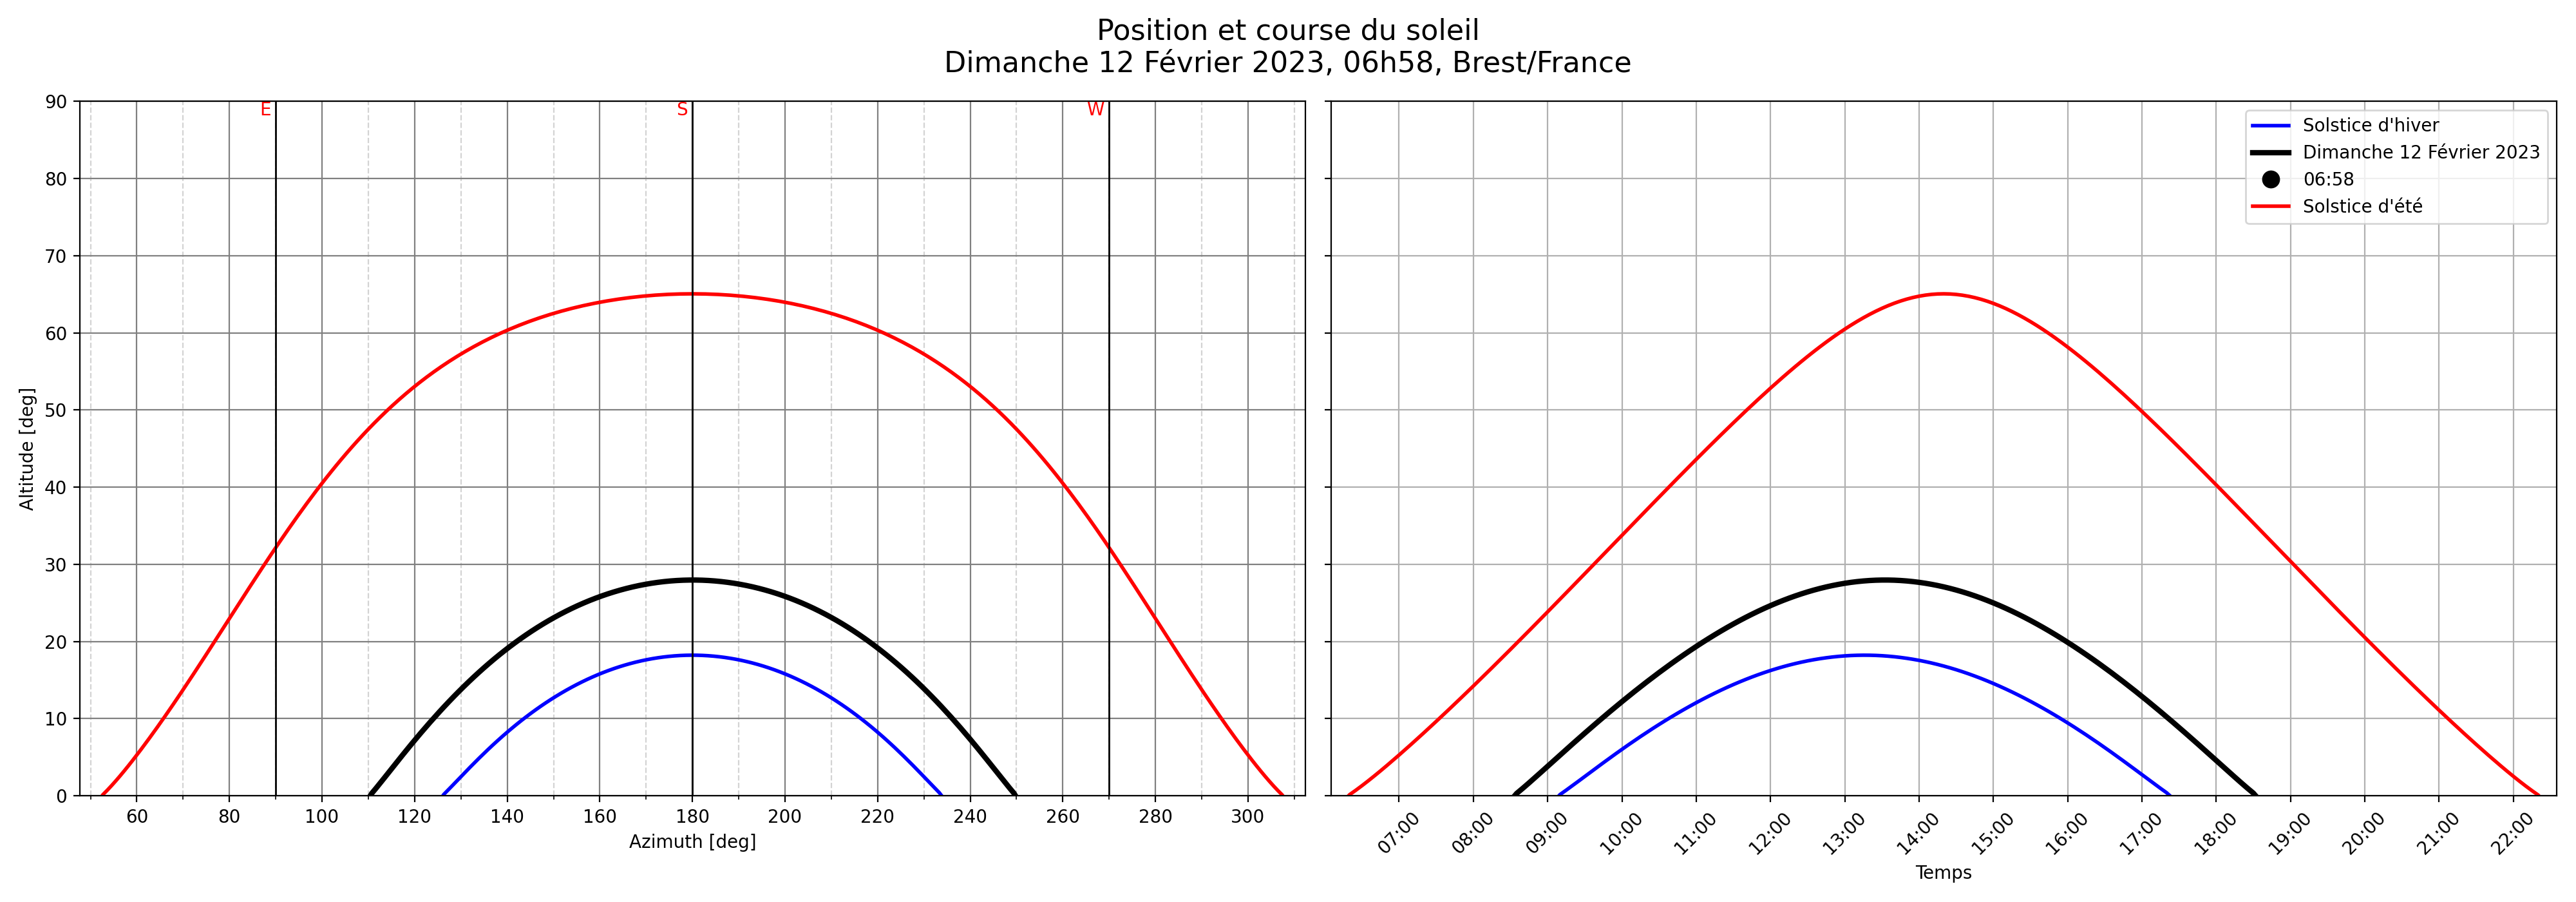 Position et course du soleil
Dimanche 12 Février 2023, 06h58, Brest/France
E
S
W
90
80
70
60
50
40
30
20
10
0
Altitude [deg]
60 80 100 120 140 160 180 200 220 240 260 280 300
Azimuth [deg]
Solstice d'hiver
Dimanche 12 Février 2023
06:58
Solstice d'été
07:00 08:00 09:00 10:00 11:00 12:00 13:00 14:00 15:00 16:00 17:00 18:00 19:00 20:00 21:00 22:00
Temps